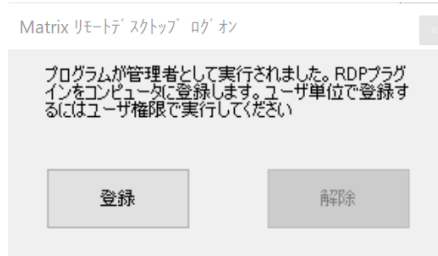 Matrix ﾘﾓｰﾄﾃﾞｽｸﾄｯﾌﾟ ﾛｸﾞｵﾝ
プログラムが管理者として実行されました。RDPプラグ
インをコンピュータに登録します。ユーザ単位で登録す
るにはユーザ権限で実行してください
登録
解除